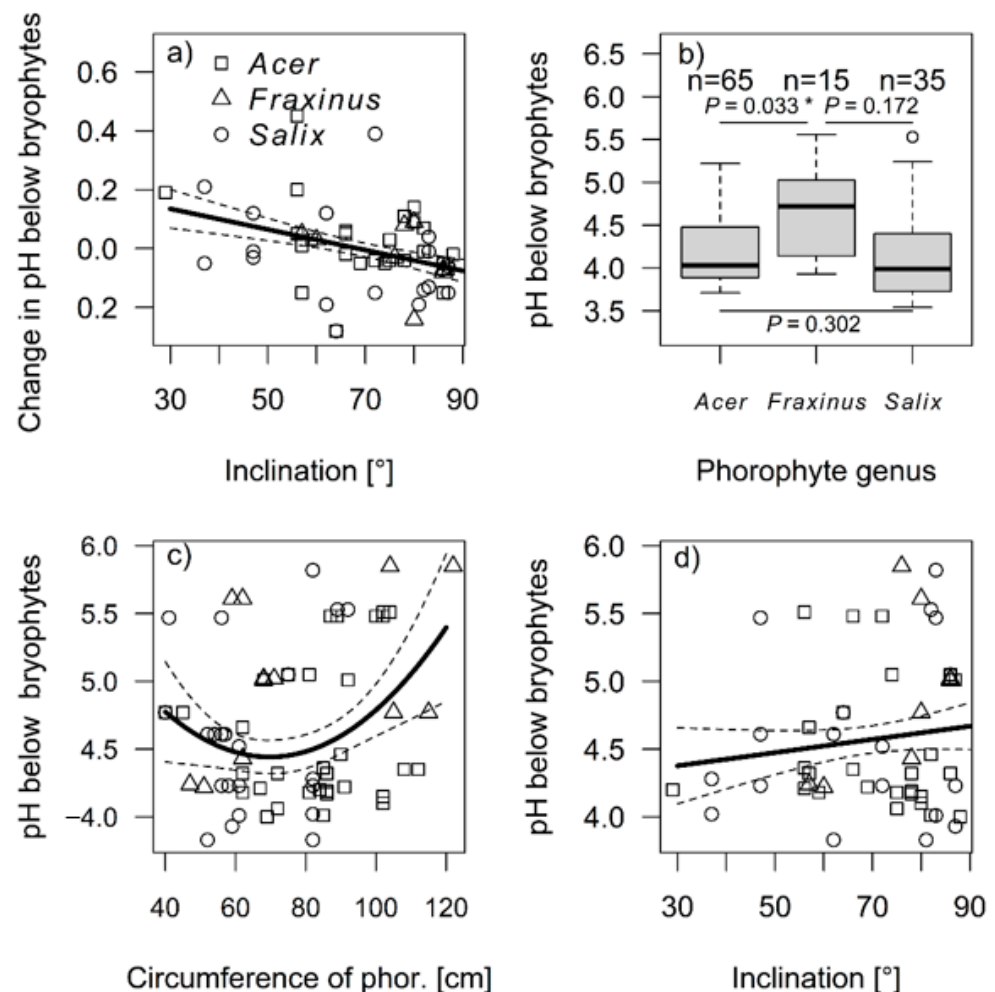 a)
Acer
Fraxinus
Salix
Change in pH below bryophytes
0.6
0.4
0.2
0.0
0.2
30 50 70 90
Inclination [°]
b)
n=65 n=15 n=35
P = 0.033 * P = 0.172
P = 0.302
pH below bryophytes
6.5
6.0
5.5
5.0
4.5
4.0
3.5
Acer Fraxinus Salix
Phorophyte genus
c)
pH below bryophytes
6.0
5.5
5.0
4.5
−4.0
40 60 80 100 120
Circumference of phor. [cm]
d)
pH below bryophytes
6.0
5.5
5.0
4.5
4.0
30 50 70 90
Inclination [°]